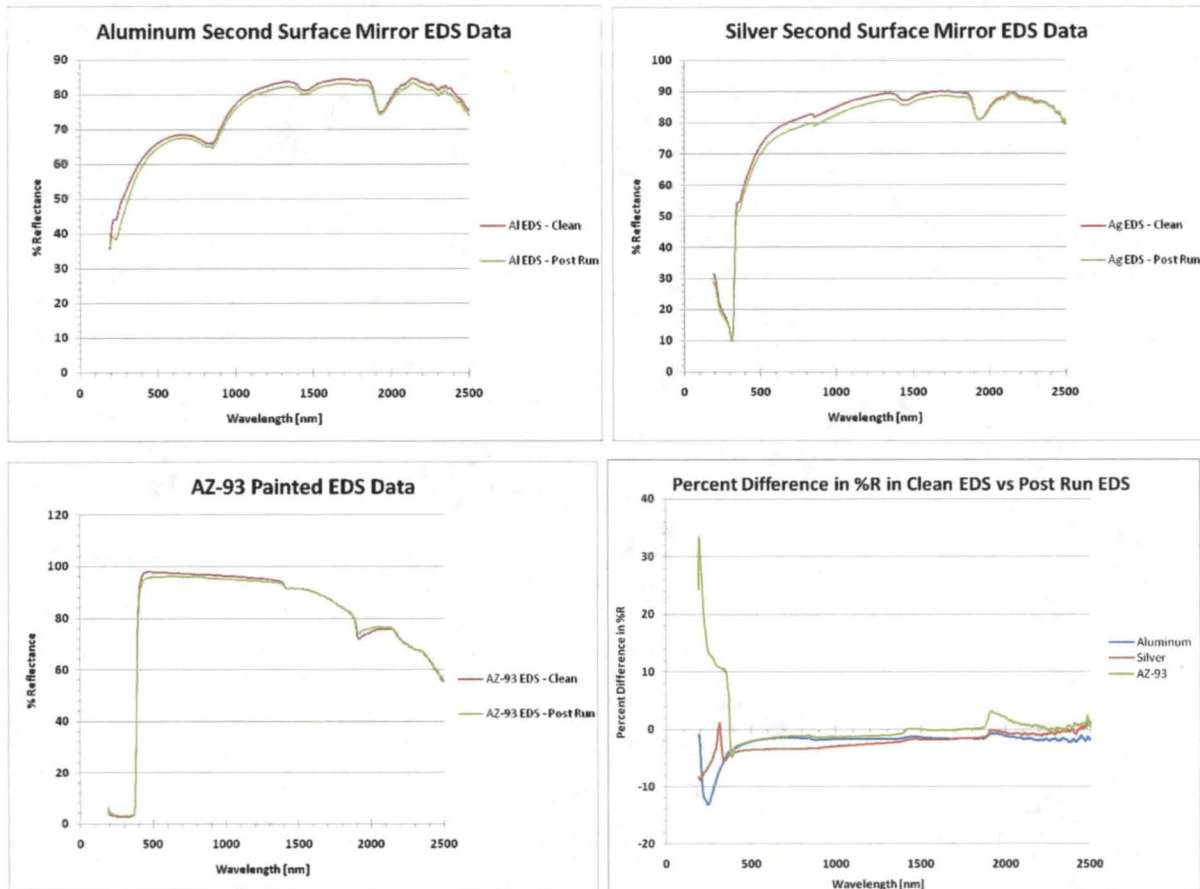 Aluminum Second Surface Mirror EDS Data
90
80
70
60
50
40
30
20
10
0
% Reflectance
0 500 1000 1500 2000 2500
Wavelength [nm]
Al EDS - Clean
Al EDS - Post Run
Silver Second Surface Mirror EDS Data
100
90
80
70
60
50
40
30
20
10
0
% Reflectance
0 500 1000 1500 2000 2500
Wavelength [nm]
Ag EDS - Clean
Ag EDS - Post Run
AZ-93 Painted EDS Data
120
100
80
60
40
20
0
% Reflectance
0 500 1000 1500 2000 2500
Wavelength [nm]
AZ-93 EDS - Clean
AZ-93 EDS - Post Run
Percent Difference in %R in Clean EDS vs Post Run EDS
40
30
20
10
0
-10
-20
Percent Difference in %R
0 500 1000 1500 2000 2500
Wavelength [nm]
Aluminum
Silver
AZ-93